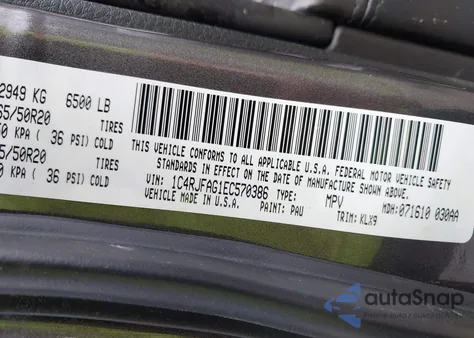 2949 KG 6500 LB
65/50R20 TIRES
0 KPA ( 36 PSI) COLD
5/50R20 TIRES
0 KPA ( 36 PSI) COLD
THIS VEHICLE CONFORMS TO ALL APPLICABLE U.S.A. FEDERAL MOTOR VEHICLE SAFETY
STANDARDS IN EFFECT ON THE DATE OF MANUFACTURE SHOWN ABOVE.
VIN: 1C4RJFAG1EC570386 TYPE: MPV MDH: 071610 030AA
VEHICLE MADE IN U.S.A. PAINT: PAU TRIM: KLX9
autoSnap